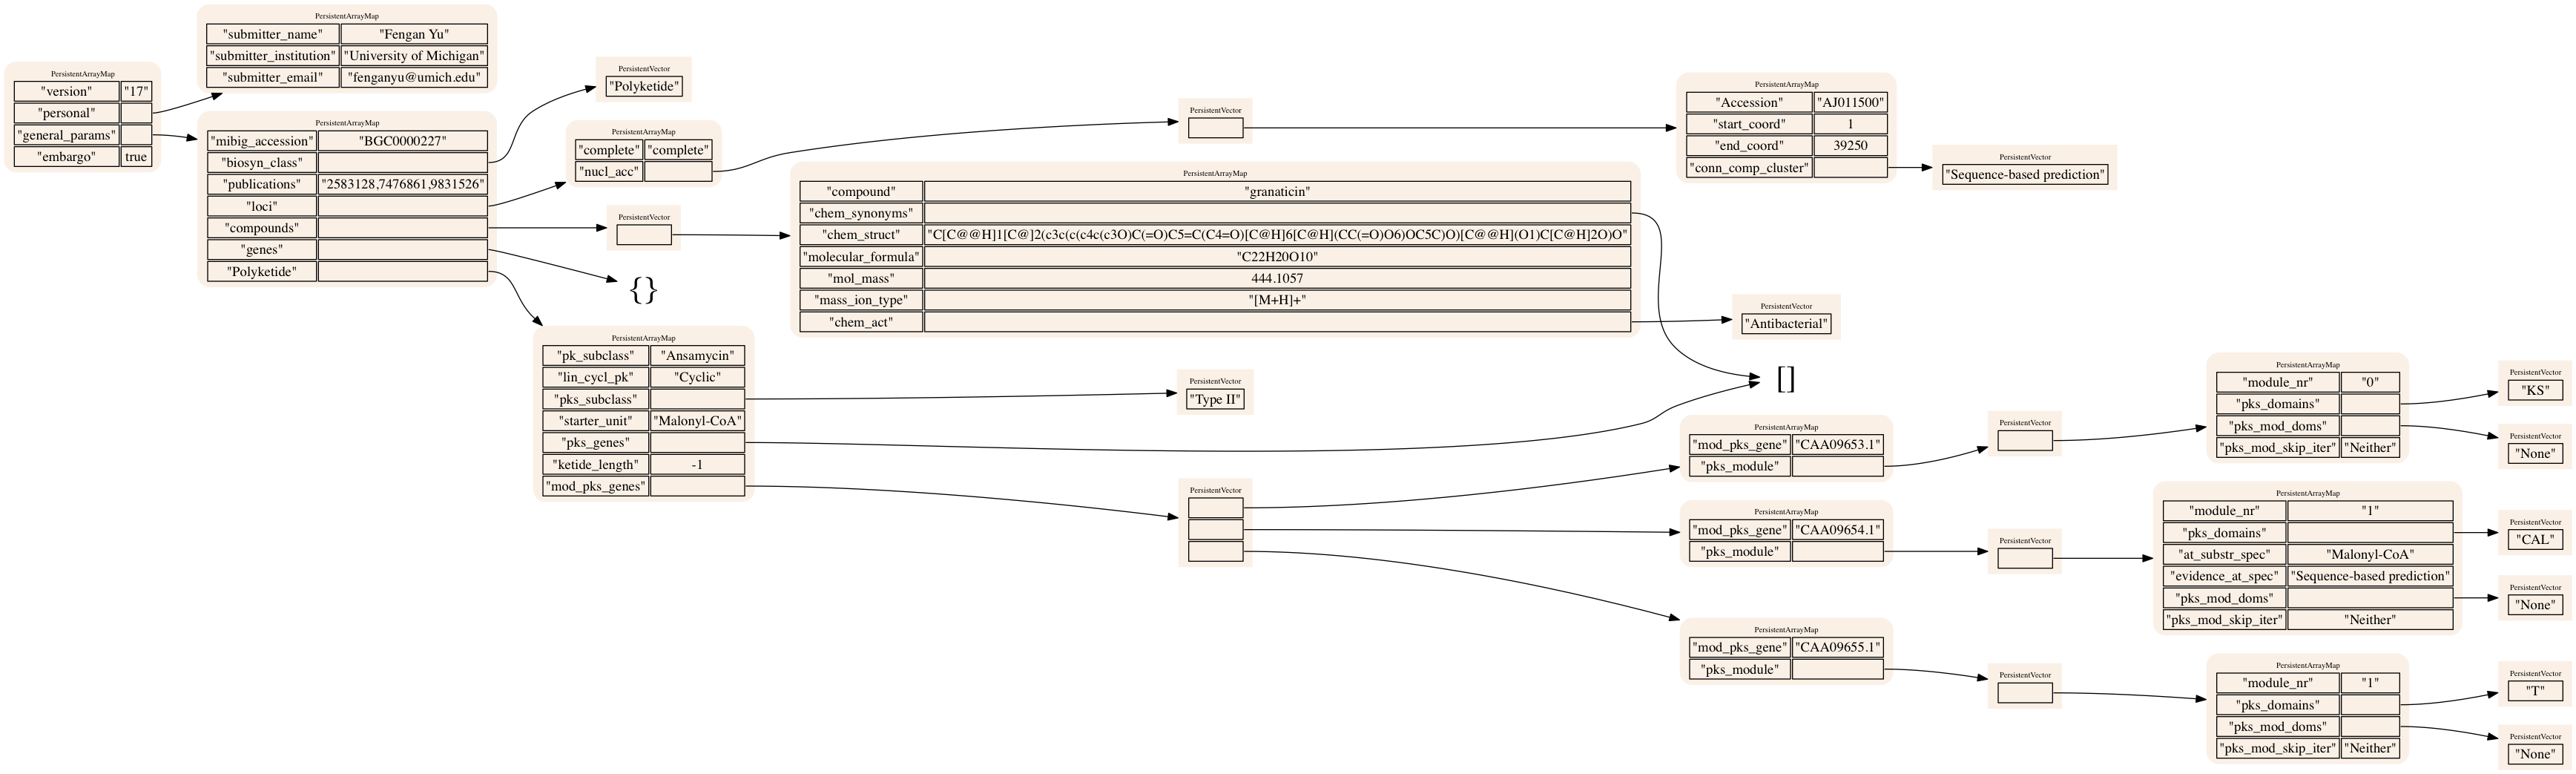 PersistentArrayMap
"version" "17"
"personal"
"general_params"
"embargo" true
PersistentArrayMap
"submitter_name" "Fengan Yu"
"submitter_institution" "University of Michigan"
"submitter_email" "fenganyu@umich.edu"
PersistentArrayMap
"mibig_accession" "BGC0000227"
"biosyn_class"
"publications" "2583128,7476861,9831526"
"loci"
"compounds"
"genes"
"Polyketide"
PersistentVector
"Polyketide"
PersistentArrayMap
"complete" "complete"
"nucl_acc"
PersistentVector
PersistentArrayMap
"Accession" "AJ011500"
"start_coord" 1
"end_coord" 39250
"conn_comp_cluster"
PersistentVector
"Sequence-based prediction"
PersistentVector
PersistentArrayMap
"compound" "granaticin"
"chem_synonyms"
"chem_struct" "C[C@@H]1[C@]2(c3c(c(c4c(c3O)C(=O)C5=C(C4=O)[C@H]6[C@H](CC(=O)O6)OC5C)O)[C@@H](O1)C[C@H]2O)O"
"molecular_formula" "C22H20O10"
"mol_mass" 444.1057
"mass_ion_type" "[M+H]+"
"chem_act"
PersistentVector
"Antibacterial"
{}
[]
PersistentArrayMap
"pk_subclass" "Ansamycin"
"lin_cycl_pk" "Cyclic"
"pks_subclass"
"starter_unit" "Malonyl-CoA"
"pks_genes"
"ketide_length" -1
"mod_pks_genes"
PersistentVector
"Type II"
PersistentVector
PersistentArrayMap
"mod_pks_gene" "CAA09653.1"
"pks_module"
PersistentVector
PersistentArrayMap
"module_nr" "0"
"pks_domains"
"pks_mod_doms"
"pks_mod_skip_iter" "Neither"
PersistentVector
"KS"
PersistentVector
"None"
PersistentArrayMap
"mod_pks_gene" "CAA09654.1"
"pks_module"
PersistentVector
PersistentArrayMap
"module_nr" "1"
"pks_domains"
"at_substr_spec" "Malonyl-CoA"
"evidence_at_spec" "Sequence-based prediction"
"pks_mod_doms"
"pks_mod_skip_iter" "Neither"
PersistentVector
"CAL"
PersistentVector
"None"
PersistentArrayMap
"mod_pks_gene" "CAA09655.1"
"pks_module"
PersistentVector
PersistentArrayMap
"module_nr" "1"
"pks_domains"
"pks_mod_doms"
"pks_mod_skip_iter" "Neither"
PersistentVector
"T"
PersistentVector
"None"